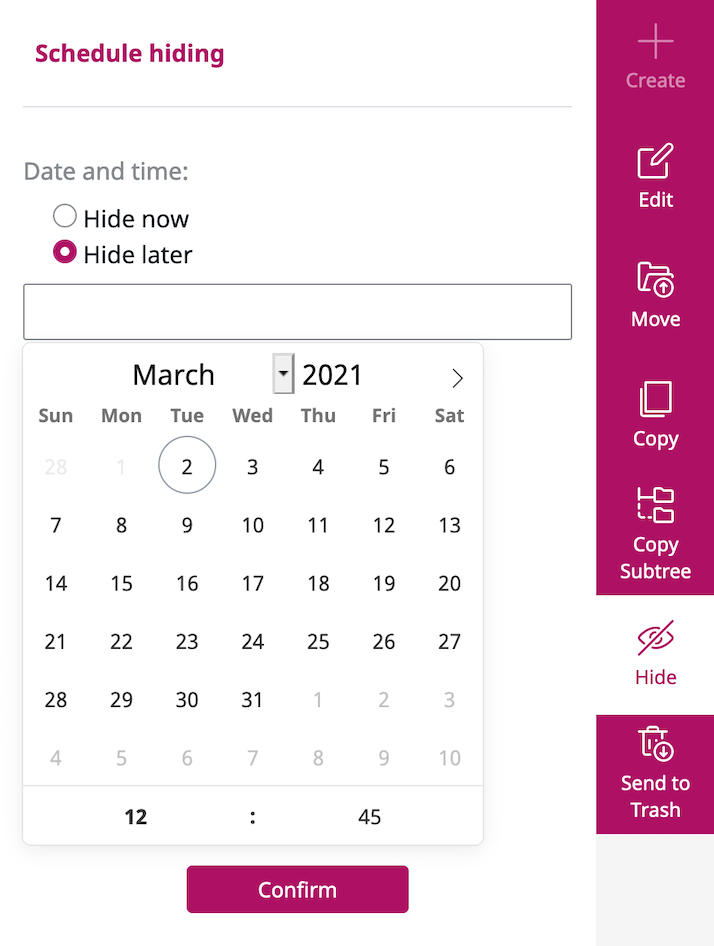 Schedule hiding
Date and time:
Hide now
Hide later
March 2021
Sun Mon Tue Wed Thu Fri Sat
28 1 2 3 4 5 6
7 8 9 10 11 12 13
14 15 16 17 18 19 20
21 22 23 24 25 26 27
28 29 30 31 1 2 3
4 5 6 7 8 9 10
12 : 45
Confirm
Create
Edit
Move
Copy
Copy
Subtree
Hide
Send to
Trash